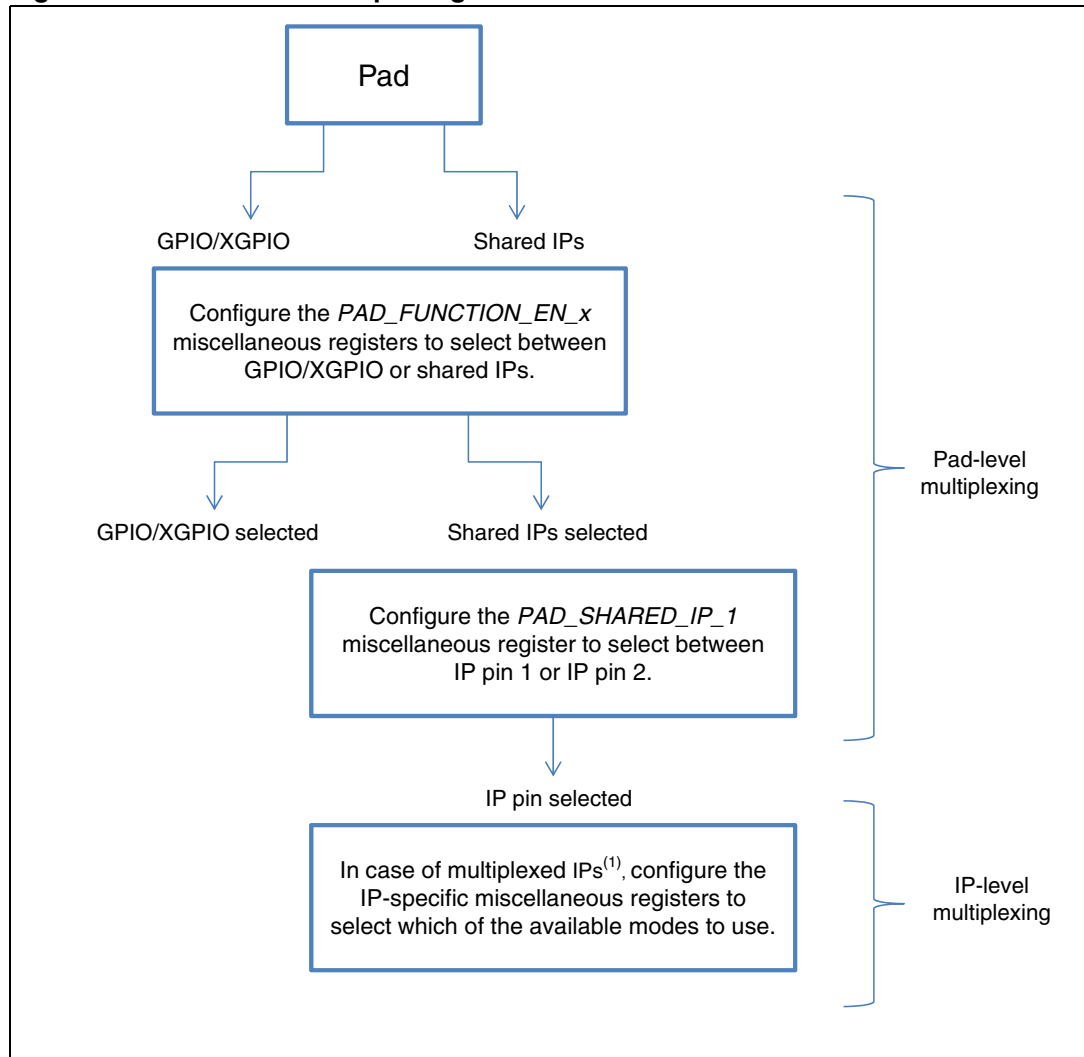 Pad
GPIO/XGPIO
Shared IPs
Configure the PAD_FUNCTION_EN_x
miscellaneous registers to select between
GPIO/XGPIO or shared IPs.
Pad-level
multiplexing
GPIO/XGPIO selected
Shared IPs selected
Configure the PAD_SHARED_IP_1
miscellaneous register to select between
IP pin 1 or IP pin 2.
IP pin selected
In case of multiplexed IPs(1), configure the
IP-specific miscellaneous registers to
select which of the available modes to use.
IP-level
multiplexing